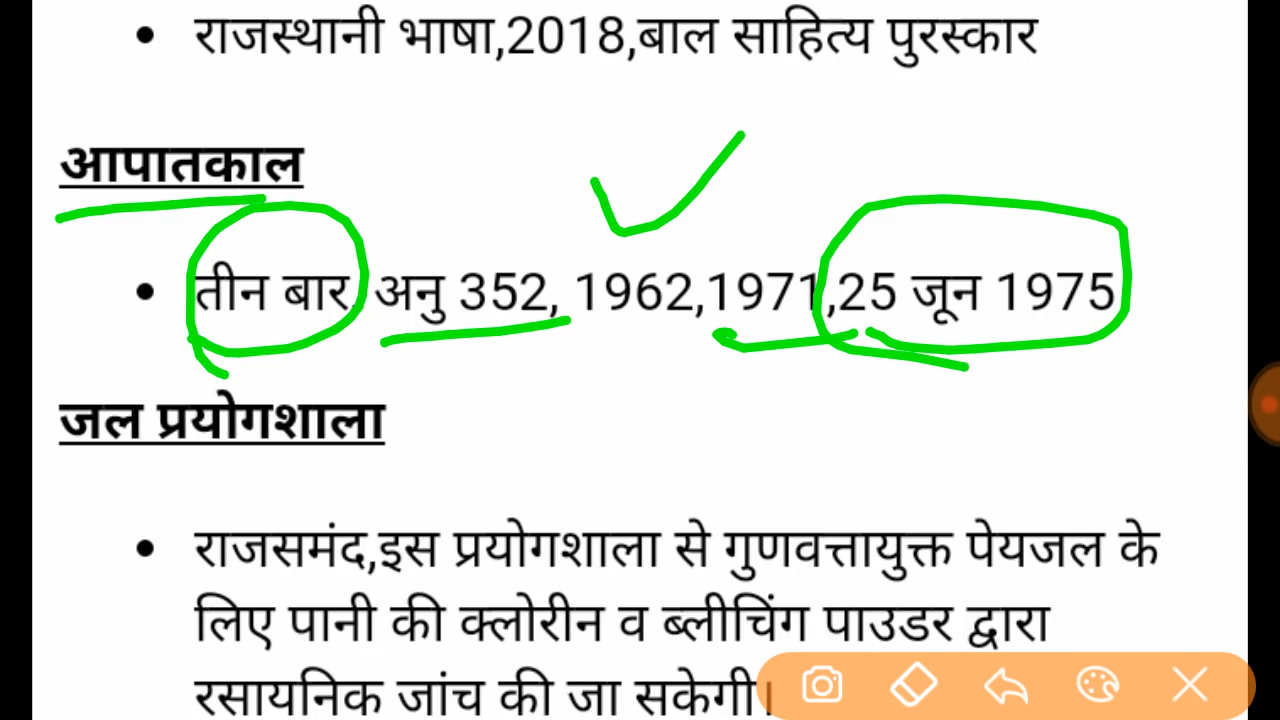 राजस्थानी भाषा,2018,बाल साहित्य पुरस्कार
आपातकाल
तीन बार, अनु 352, 1962,1971,25 जून 1975
जल प्रयोगशाला
राजसमंद,इस प्रयोगशाला से गुणवत्तायुक्त पेयजल के
लिए पानी की क्लोरीन व ब्लीचिंग पाउडर द्वारा
रसायनिक जांच की जा सकेगी।